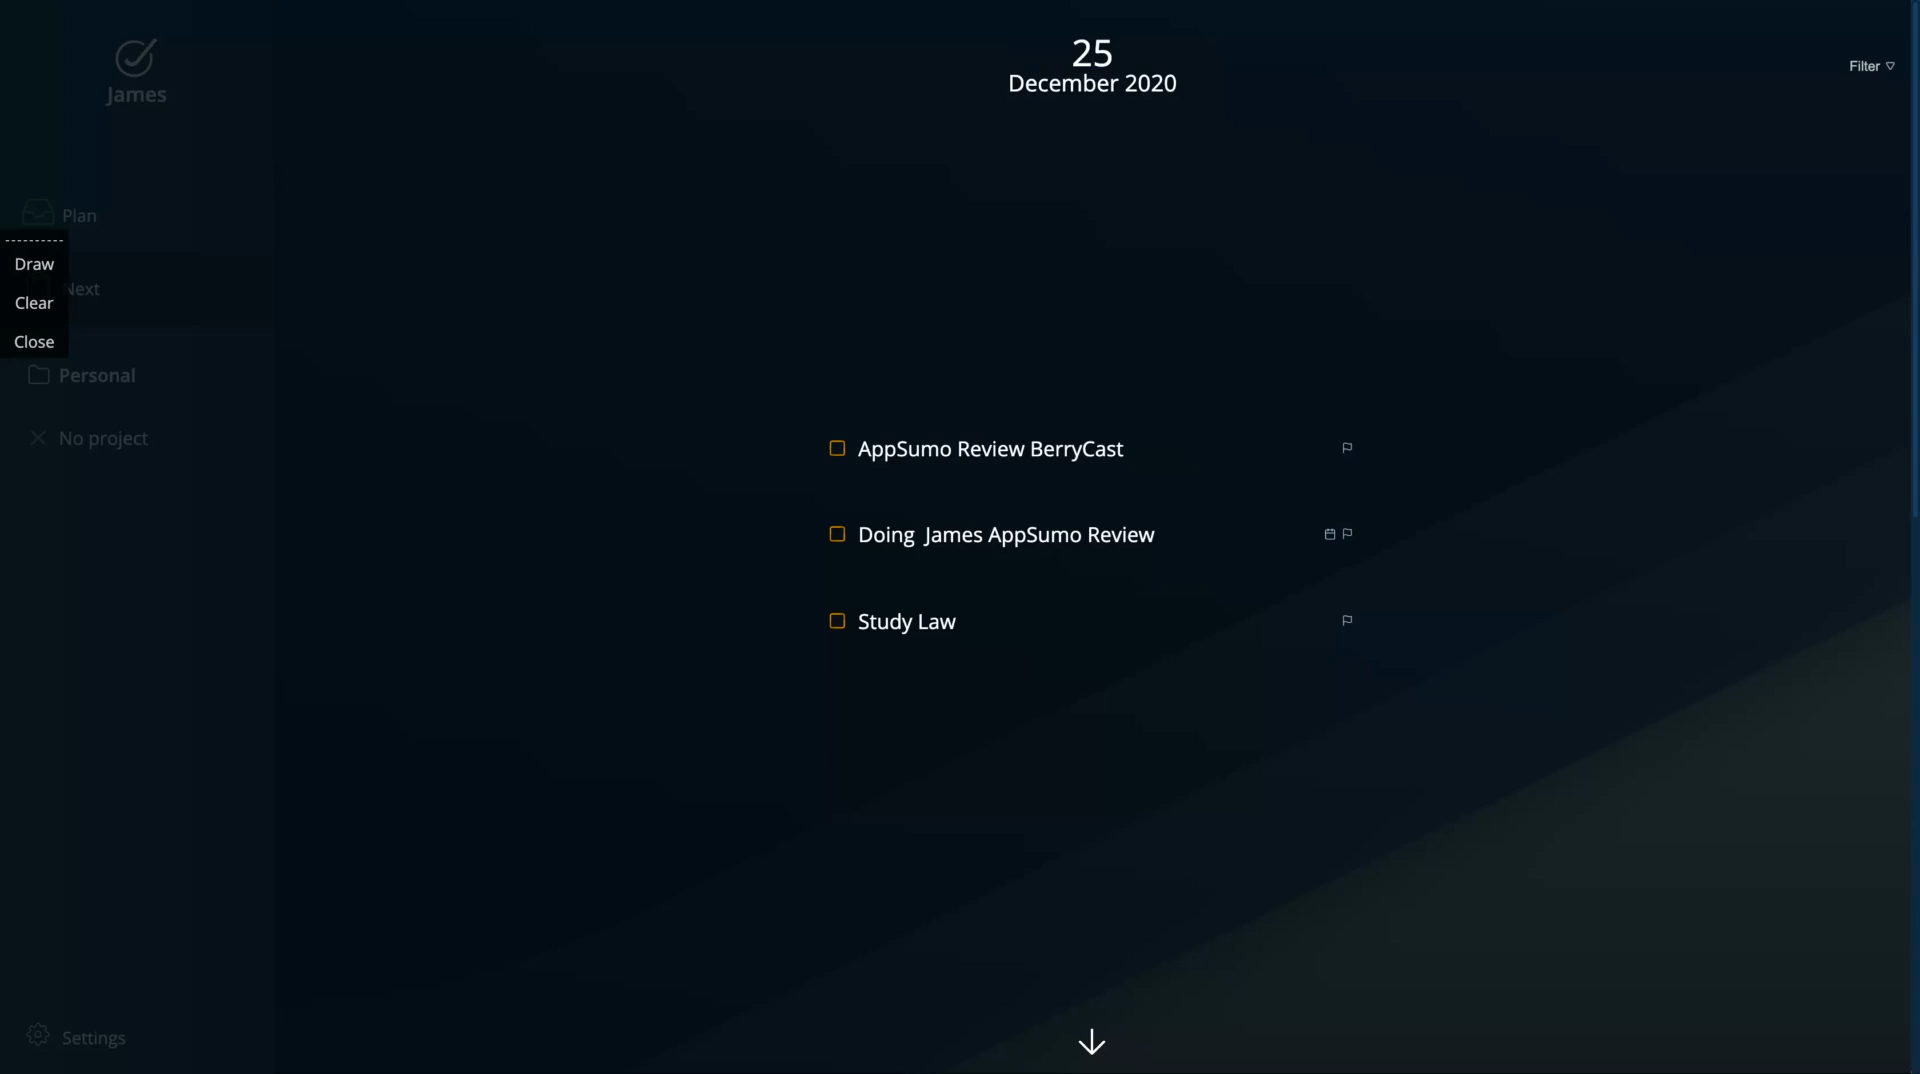 25
December 2020
Filter
James
Plan
----------
Draw
Next
Clear
Close
Personal
No project
AppSumo Review BerryCast
Doing  James AppSumo Review
Study Law
Settings